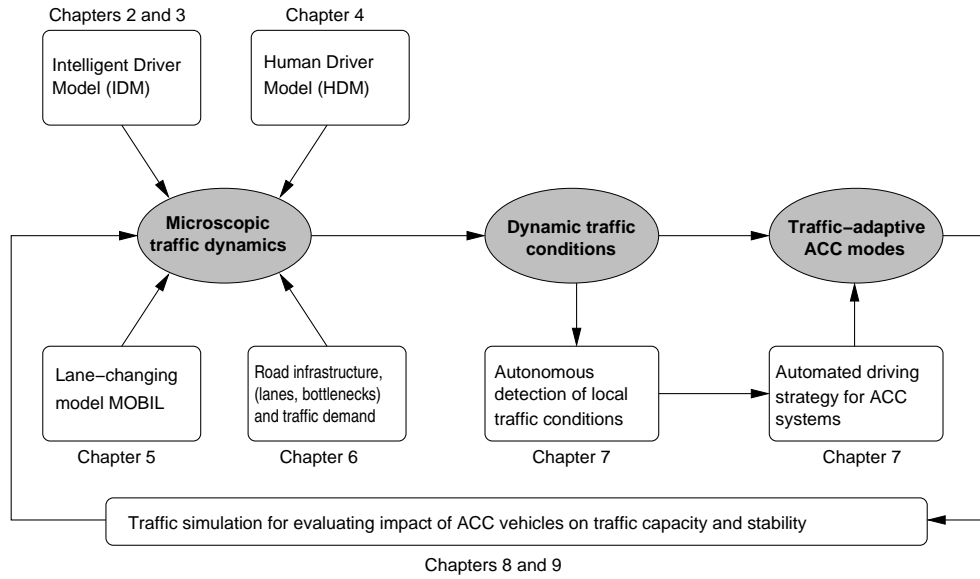 Chapters 2 and 3
Intelligent Driver
Model (IDM)
Chapter 4
Human Driver
Model (HDM)
Microscopic
traffic dynamics
Dynamic traffic
conditions
Traffic−adaptive
ACC modes
Lane−changing
model MOBIL
Chapter 5
Road infrastructure,
(lanes, bottlenecks)
and traffic demand
Chapter 6
Autonomous
detection of local
traffic conditions
Chapter 7
Automated driving
strategy for ACC
systems
Chapter 7
Traffic simulation for evaluating impact of ACC vehicles on traffic capacity and stability
Chapters 8 and 9